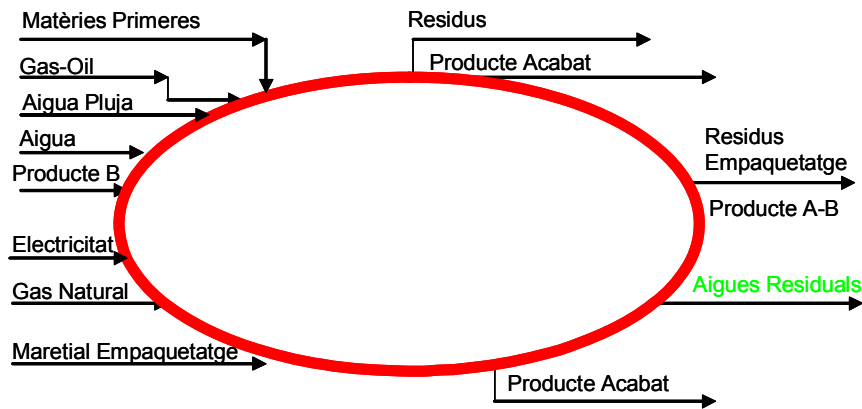 Matèries Primeres
Gas-Oil
Aigua Pluja
Aigua
Producte B
Electricitat
Gas Natural
Maretial Empaquetatge
Residus
Producte Acabat
Residus
Empaquetatge
Producte A-B
Aigues Residuals
Producte Acabat